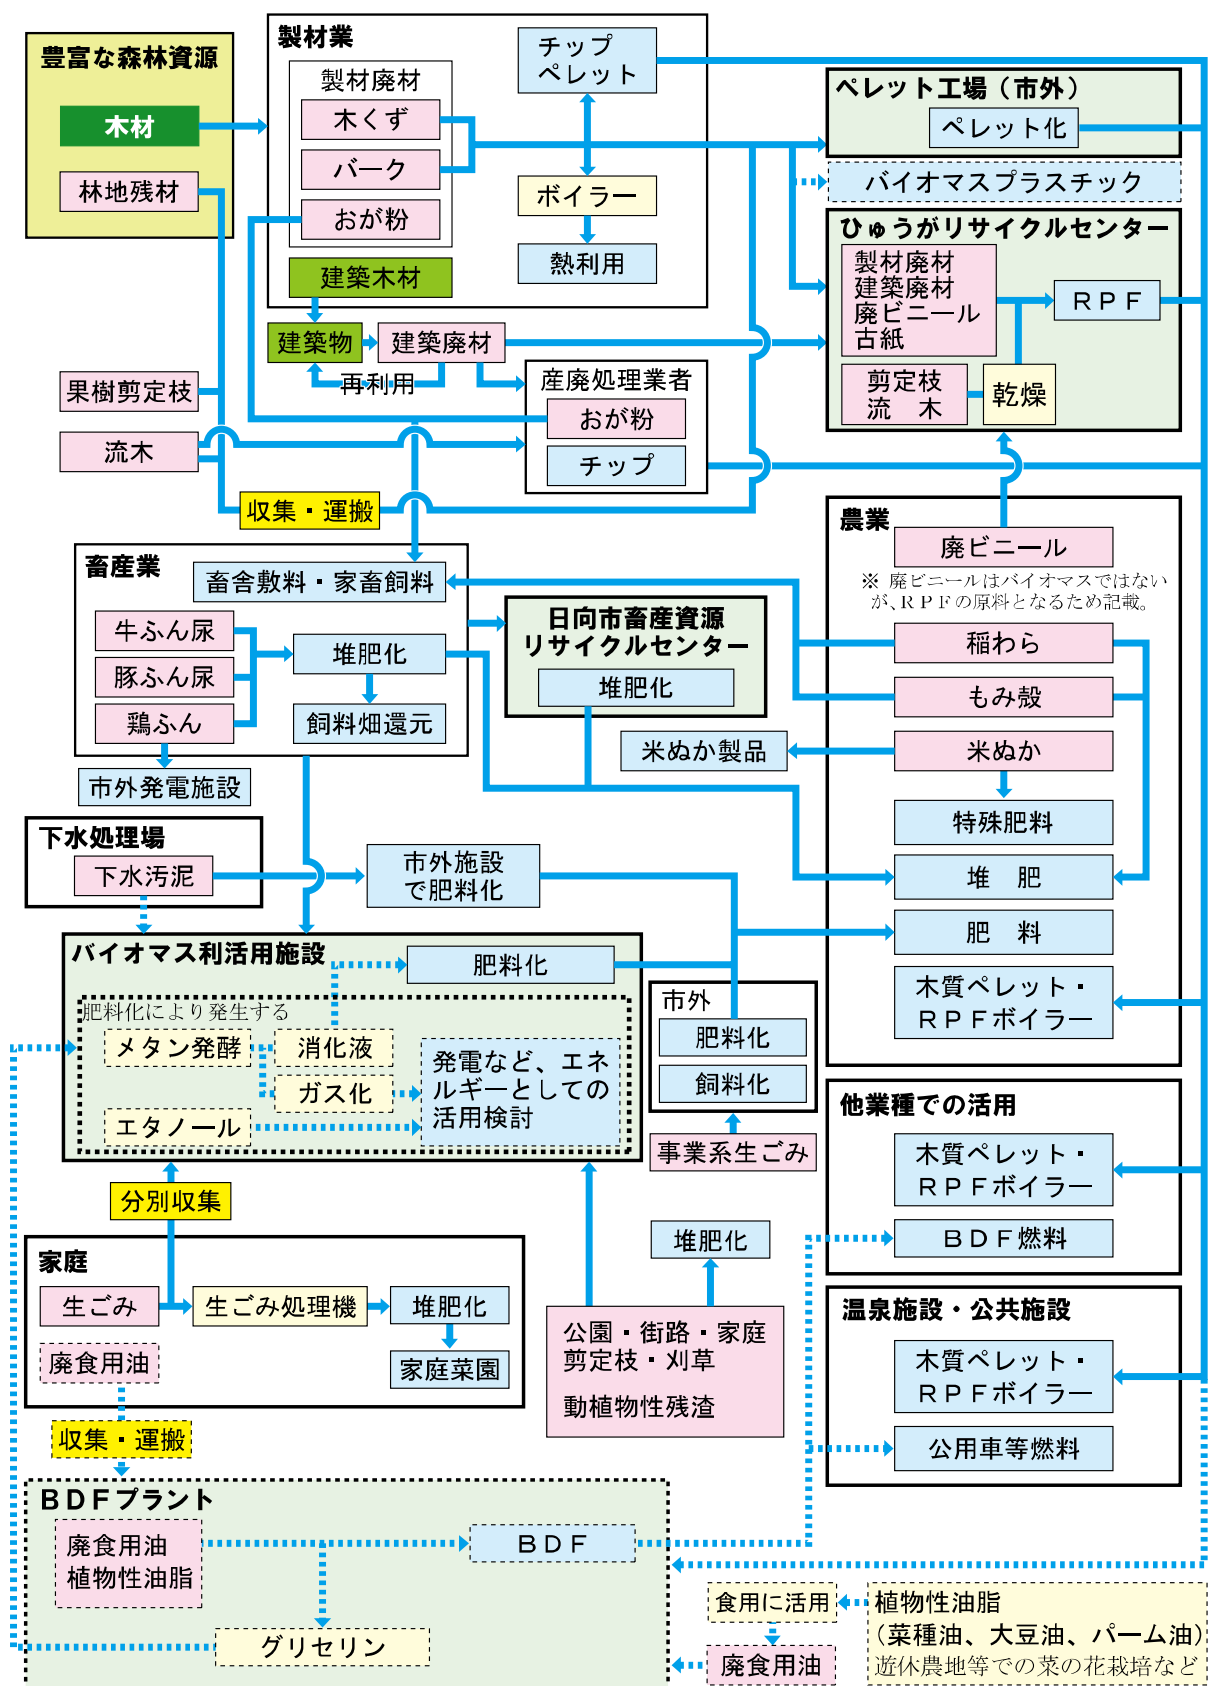 豊富な森林資源
木材
林地残材
製材業
製材廃材
木くず
バーク
おが粉
建築木材
チップ
ペレット
ボイラー
熱利用
建築物
建築廃材
再利用
果樹剪定枝
流木
収集・運搬
産廃処理業者
おが粉
チップ
ペレット工場（市外）
ペレット化
バイオマスプラスチック
ひゅうがリサイクルセンター
製材廃材
建築廃材
廃ビニール
古紙
ＲＰＦ
剪定枝
流　木
乾燥
畜産業
畜舎敷料・家畜飼料
牛ふん尿
豚ふん尿
鶏ふん
堆肥化
飼料畑還元
市外発電施設
日向市畜産資源
リサイクルセンター
堆肥化
米ぬか製品
農業
廃ビニール
※ 廃ビニールはバイオマスではない
が、ＲＰＦの原料となるため記載。
稲わら
もみ殻
米ぬか
特殊肥料
堆　肥
肥　料
木質ペレット・
ＲＰＦボイラー
下水処理場
下水汚泥
市外施設
で肥料化
バイオマス利活用施設
肥料化
肥料化により発生する
メタン発酵
消化液
ガス化
エタノール
発電など、エネ
ルギーとしての
活用検討
市外
肥料化
飼料化
事業系生ごみ
他業種での活用
木質ペレット・
ＲＰＦボイラー
ＢＤＦ燃料
分別収集
家庭
生ごみ
生ごみ処理機
堆肥化
家庭菜園
廃食用油
収集・運搬
堆肥化
公園・街路・家庭
剪定枝・刈草
動植物性残渣
温泉施設・公共施設
木質ペレット・
ＲＰＦボイラー
公用車等燃料
ＢＤＦプラント
廃食用油
植物性油脂
ＢＤＦ
グリセリン
食用に活用
廃食用油
植物性油脂
（菜種油、大豆油、パーム油）
遊休農地等での菜の花栽培など